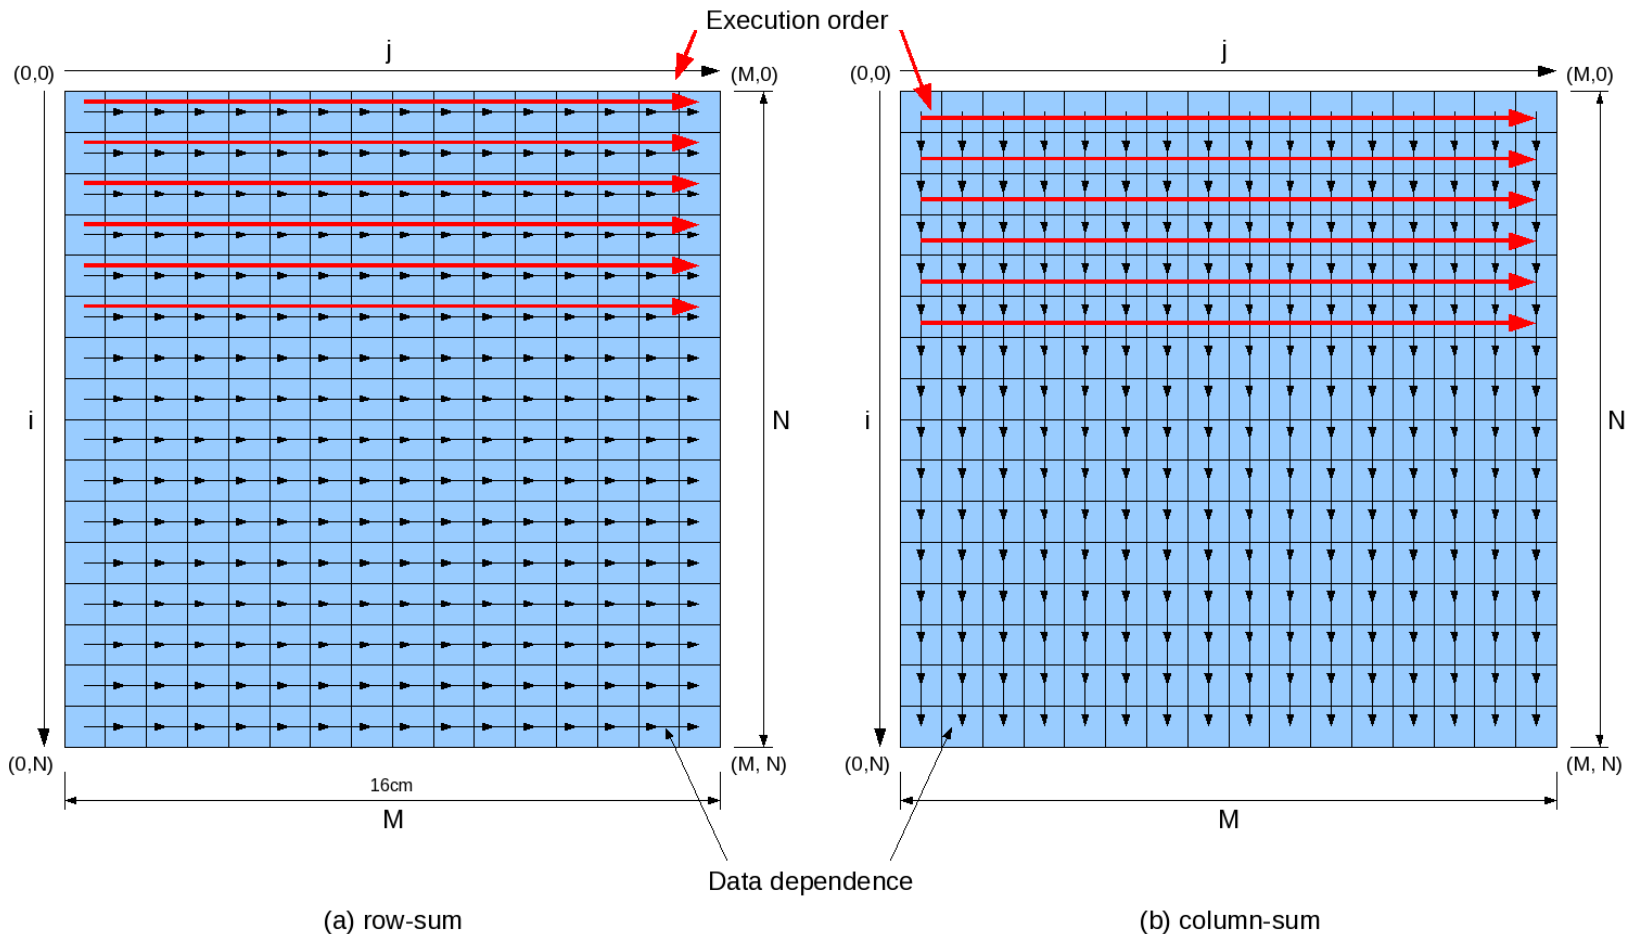 Execution order
j
j
(0,0)
(M,0)
(0,0)
(M,0)
i
N
i
N
(0,N)
(M, N)
(0,N)
(M, N)
16cm
M
M
Data dependence
(a) row-sum
(b) column-sum